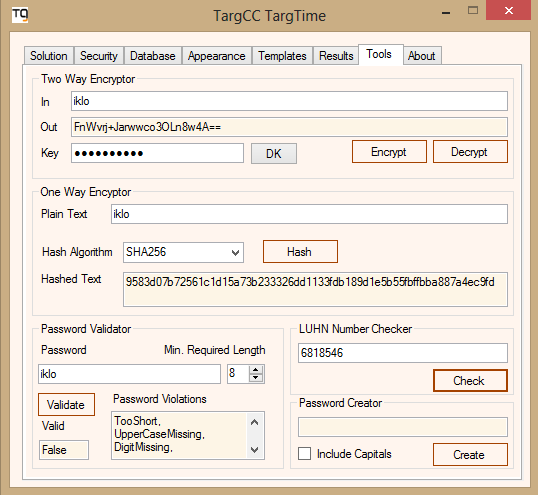 TQ TargCC TargTime
Solution Security Database Appearance Templates Results Tools About
Two Way Encryptor
In iklo
Out FnWvrj+Jarwwco3OLn8w4A==
Key ●●●●●●●●●● DK Encrypt Decrypt
One Way Encyptor
Plain Text iklo
Hash Algorithm SHA256 Hash
Hashed Text 9583d07b72561c1d15a73b233326dd1133fdb189d1e5b55fbffbba887a4ec9fd
Password Validator
Password Min. Required Length
iklo 8
Validate Password Violations
Valid TooShort,
UpperCaseMissing,
False DigitMissing,
LUHN Number Checker
6818546
Check
Password Creator
Include Capitals Create